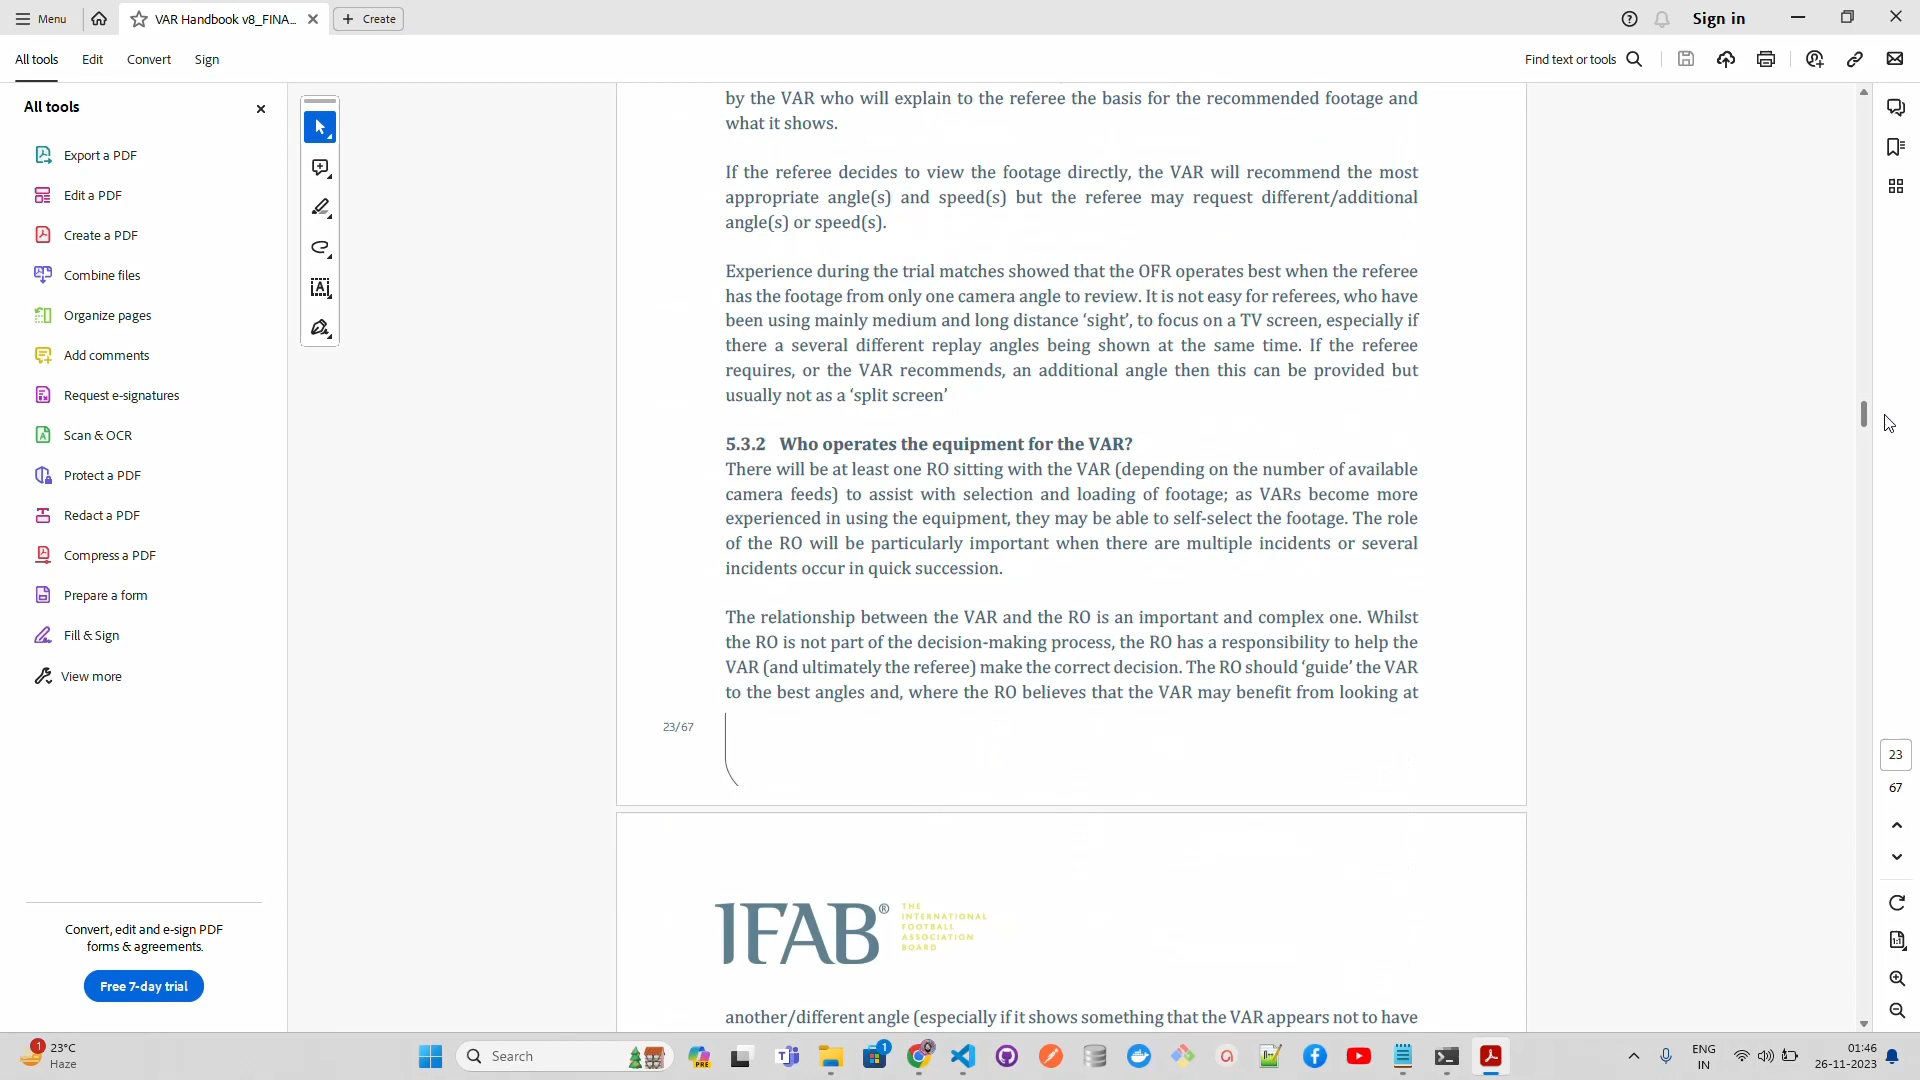 Menu
VAR Handbook v8_FINA...
Create
Sign in
All tools
Edit
Convert
Sign
Find text or tools
All tools
Export a PDF
Edit a PDF
Create a PDF
Combine files
Organize pages
Add comments
Request e-signatures
Scan & OCR
Protect a PDF
Redact a PDF
Compress a PDF
Prepare a form
Fill & Sign
View more
Convert, edit and e-sign PDF
forms & agreements.
Free 7-day trial
by the VAR who will explain to the referee the basis for the recommended footage and
what it shows.
If the referee decides to view the footage directly, the VAR will recommend the most
appropriate angle(s) and speed(s) but the referee may request different/additional
angle(s) or speed(s).
Experience during the trial matches showed that the OFR operates best when the referee
has the footage from only one camera angle to review. It is not easy for referees, who have
been using mainly medium and long distance ‘sight’, to focus on a TV screen, especially if
there a several different replay angles being shown at the same time. If the referee
requires, or the VAR recommends, an additional angle then this can be provided but
usually not as a ‘split screen’
5.3.2 Who operates the equipment for the VAR?
There will be at least one RO sitting with the VAR (depending on the number of available
camera feeds) to assist with selection and loading of footage; as VARs become more
experienced in using the equipment, they may be able to self-select the footage. The role
of the RO will be particularly important when there are multiple incidents or several
incidents occur in quick succession.
The relationship between the VAR and the RO is an important and complex one. Whilst
the RO is not part of the decision-making process, the RO has a responsibility to help the
VAR (and ultimately the referee) make the correct decision. The RO should ‘guide’ the VAR
to the best angles and, where the RO believes that the VAR may benefit from looking at
23/67
IFAB®
THE
INTERNATIONAL
FOOTBALL
ASSOCIATION
BOARD
another/different angle (especially if it shows something that the VAR appears not to have
23
67
1
23°C
Haze
Search
PRE
1
ENG
IN
01:46
26-11-2023